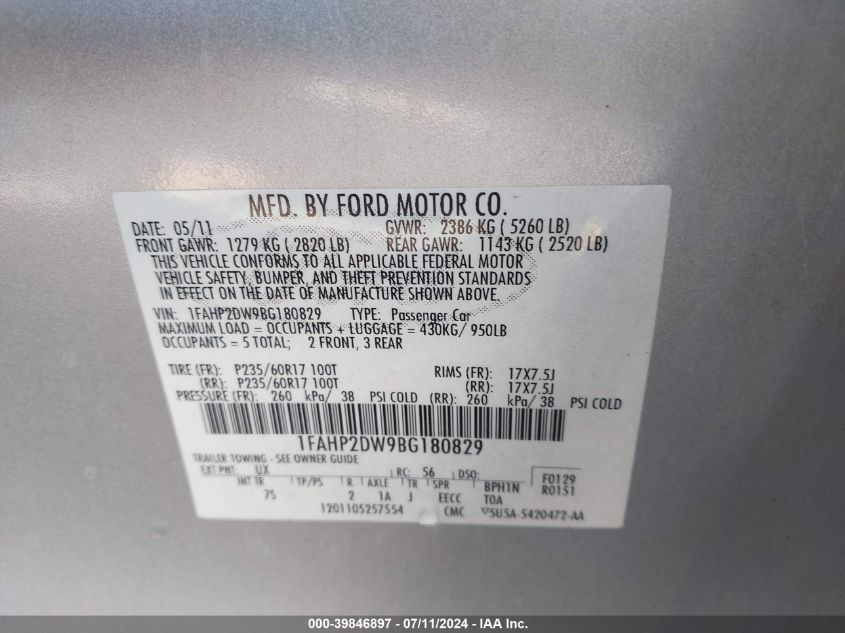 MFD. BY FORD MOTOR CO.
DATE: 05/11 GVWR: 2386 KG ( 5260 LB)
FRONT GAWR: 1279 KG ( 2820 LB) REAR GAWR: 1143 KG ( 2520 LB)
THIS VEHICLE CONFORMS TO ALL APPLICABLE FEDERAL MOTOR
VEHICLE SAFETY, BUMPER, AND THEFT PREVENTION STANDARDS
IN EFFECT ON THE DATE OF MANUFACTURE SHOWN ABOVE.
VIN: 1FAHP2DW9BG180829 TYPE: Passenger Car
MAXIMUM LOAD = OCCUPANTS + LUGGAGE = 430KG/ 950LB
OCCUPANTS = 5 TOTAL; 2 FRONT, 3 REAR
TIRE (FR): P235/60R17 100T RIMS (FR): 17X7.5J
(RR): P235/60R17 100T (RR): 17X7.5J
PRESSURE (FR): 260 kPa/ 38 PSI COLD (RR): 260 kPa/ 38 PSI COLD
1FAHP2DW9BG180829
TRAILER TOWING - SEE OWNER GUIDE
EXT PNT: UX RC: 56 DSO: F0129
INT TR TP/PS R AXLE TR SPR BPH1N R0151
75 2 1A J EECC TOA
1201105257554 CMC 5U5A-5420472-AA
000-39846897 - 07/11/2024 - IAA Inc.